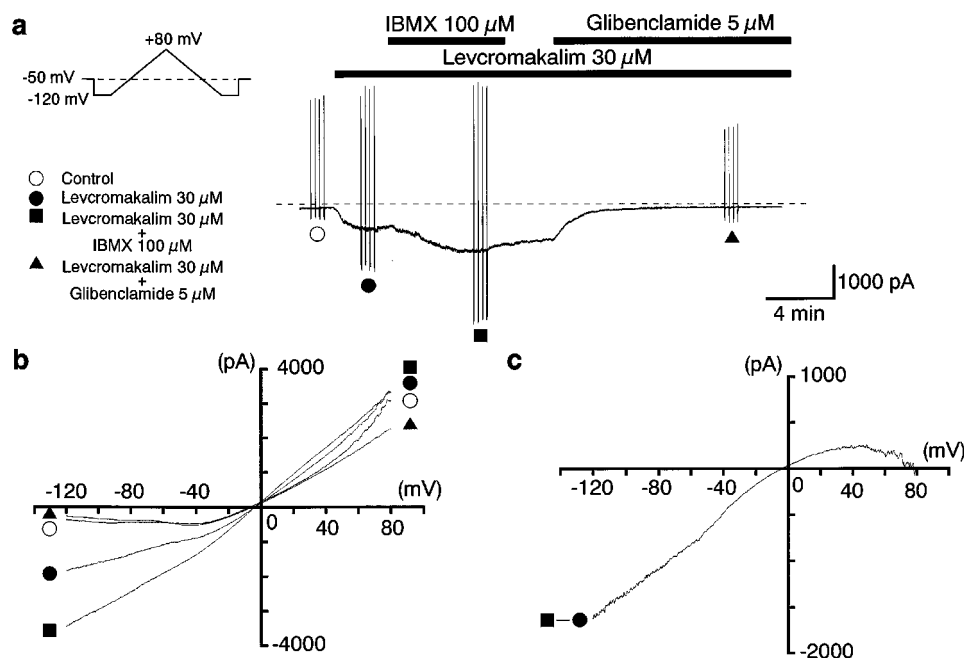 a
IBMX 100 µM
Glibenclamide 5 µM
Levcromakalim 30 µM
+80 mV
-50 mV
-120 mV
Control
Levcromakalim 30 µM
Levcromakalim 30 µM
+
IBMX 100 µM
Levcromakalim 30 µM
+
Glibenclamide 5 µM
1000 pA
4 min
b
(pA)
4000
-120 -80 -40
(mV)
0 40 80
-4000
c
(pA)
1000
(mV)
-120 -80 -40 0 40 80
-2000